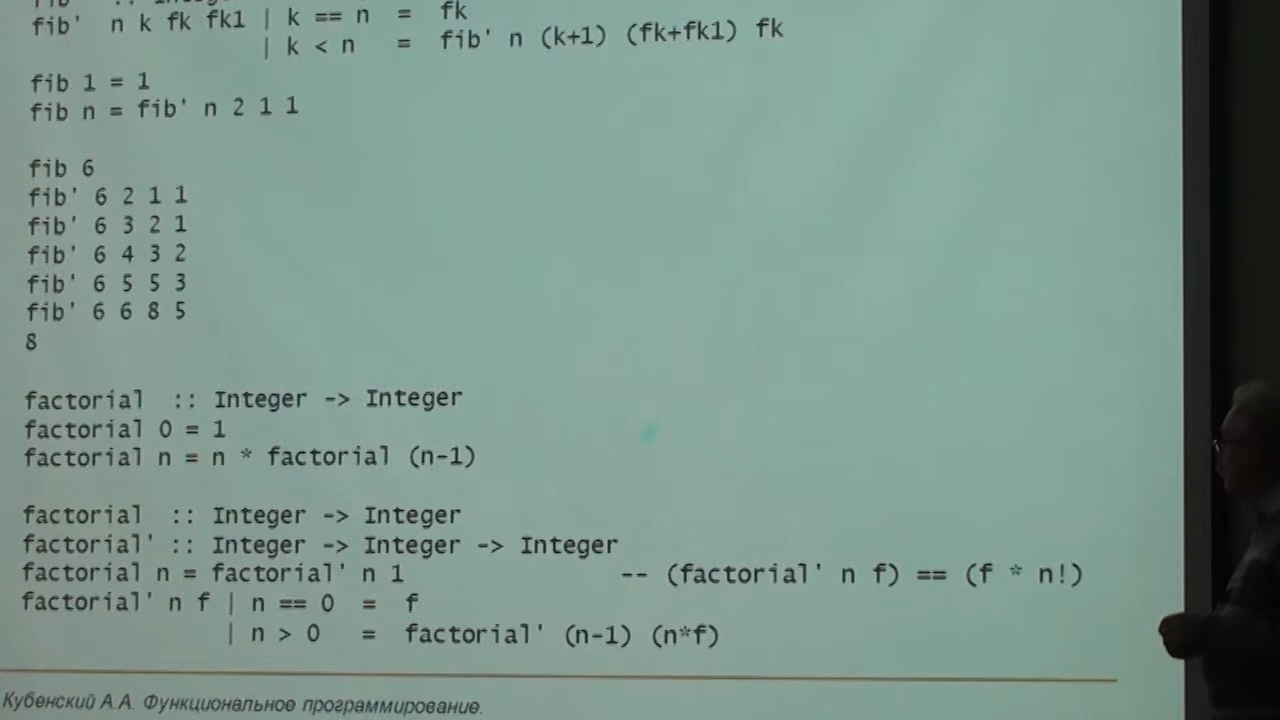 fib' n k fk fk1 | k == n = fk
| k < n = fib' n (k+1) (fk+fk1) fk
fib 1 = 1
fib n = fib' n 2 1 1
fib 6
fib' 6 2 1 1
fib' 6 3 2 1
fib' 6 4 3 2
fib' 6 5 5 3
fib' 6 6 8 5
8
factorial :: Integer -> Integer
factorial 0 = 1
factorial n = n * factorial (n-1)
factorial :: Integer -> Integer
factorial' :: Integer -> Integer -> Integer
factorial n = factorial' n 1 -- (factorial' n f) == (f * n!)
factorial' n f | n == 0 = f
| n > 0 = factorial' (n-1) (n*f)
Кубенский А.А. Функциональное программирование.